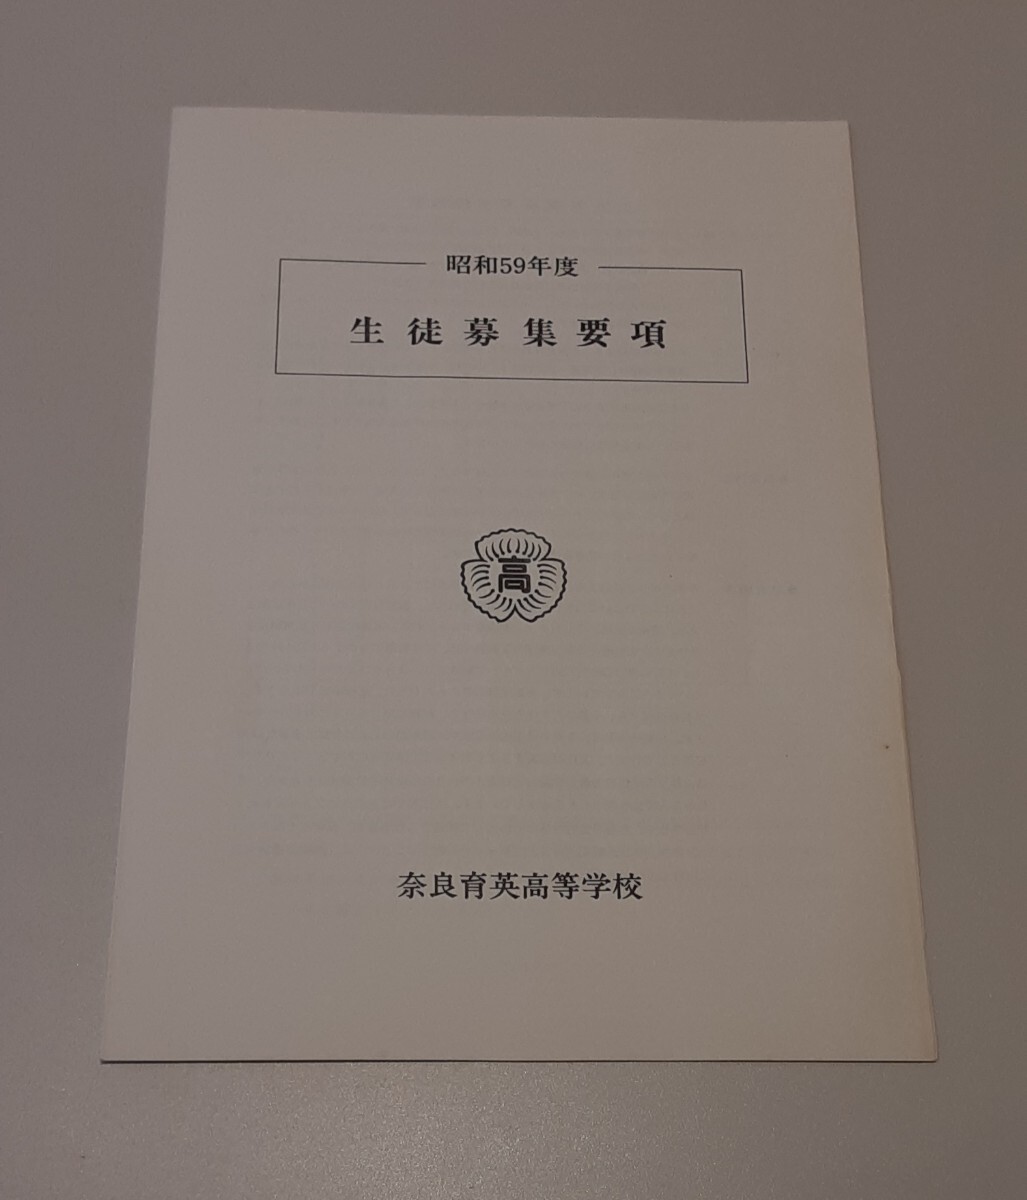 昭和59年度
生徒募集要項
高
奈良育英高等学校